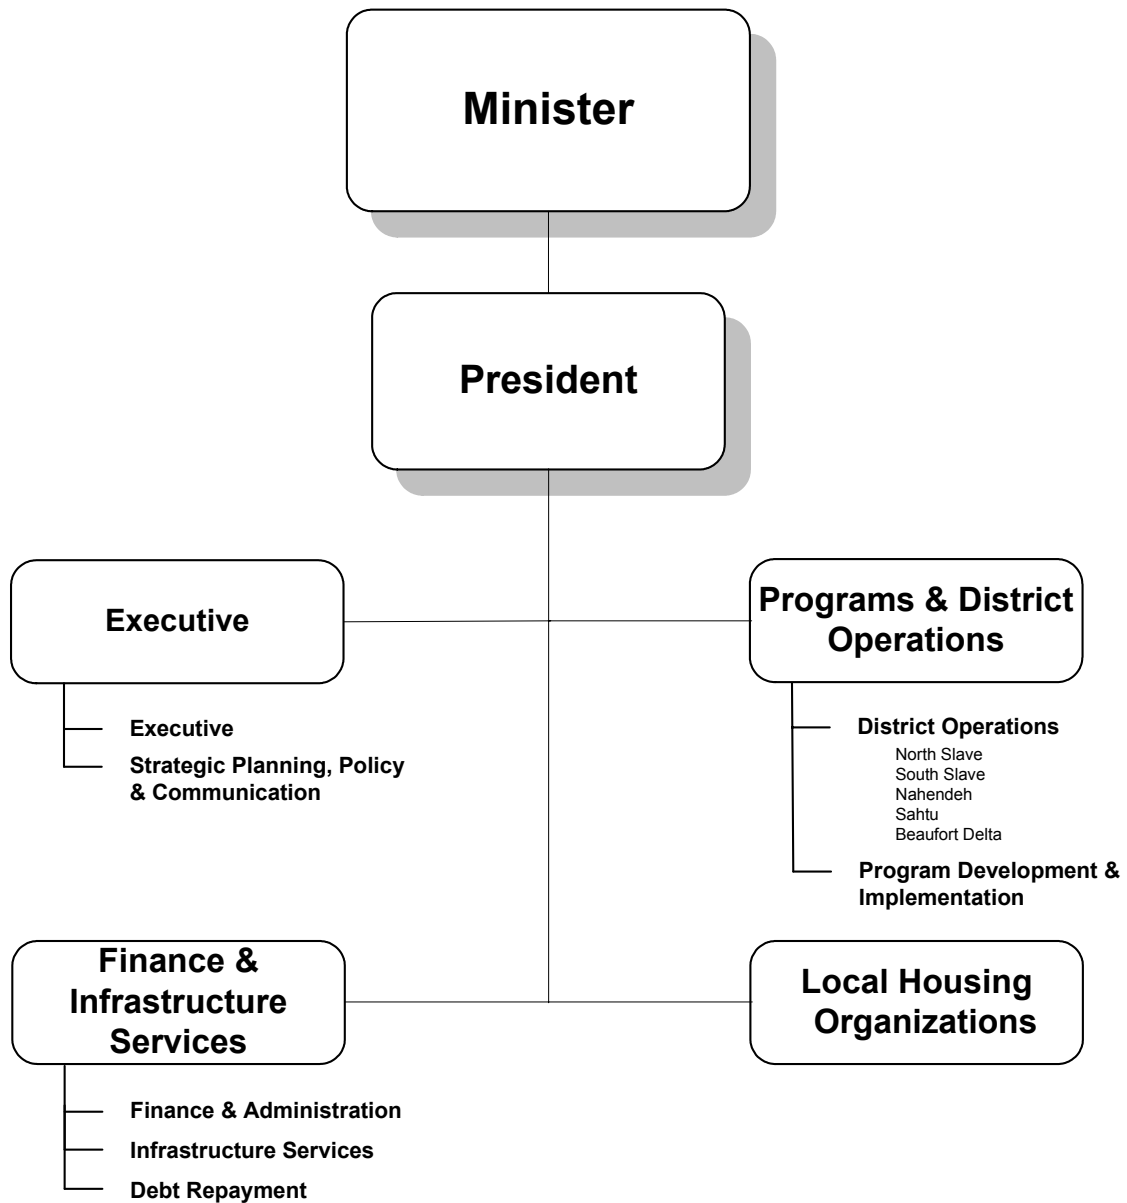 Minister
President
Executive
Executive
Strategic Planning, Policy
& Communication
Programs & District
Operations
District Operations
North Slave
South Slave
Nahendeh
Sahtu
Beaufort Delta
Program Development &
Implementation
Finance &
Infrastructure
Services
Finance & Administration
Infrastructure Services
Debt Repayment
Local Housing
Organizations